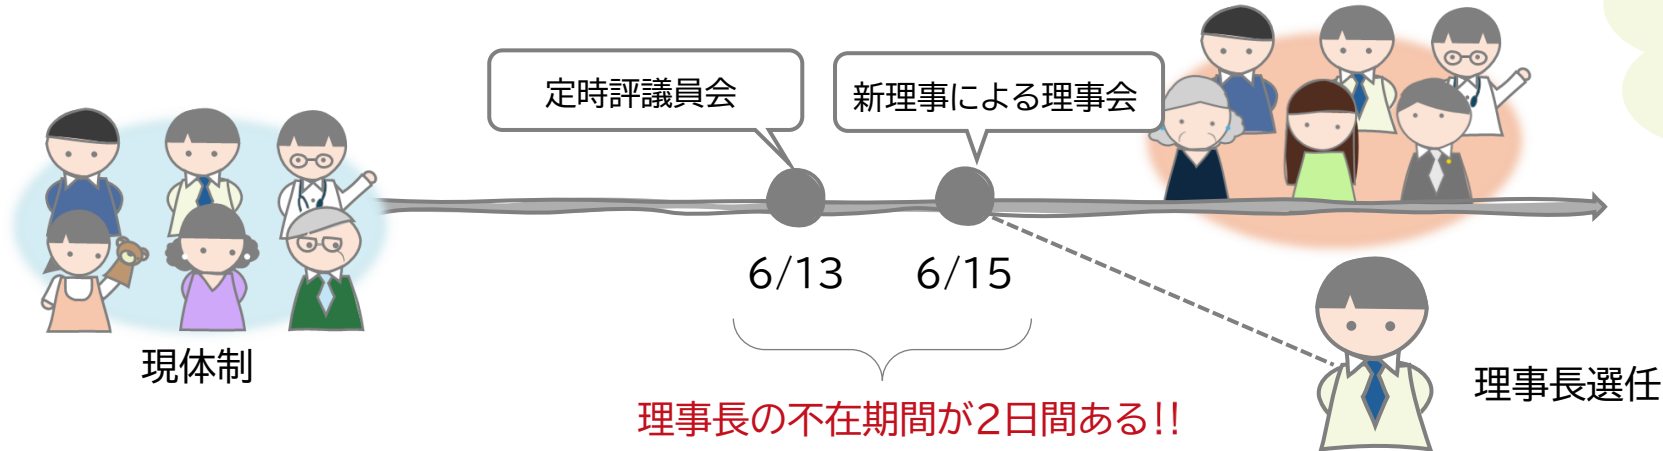 定時評議員会
新理事による理事会
6/13
6/15
現体制
理事長選任
理事長の不在期間が2日間ある!!